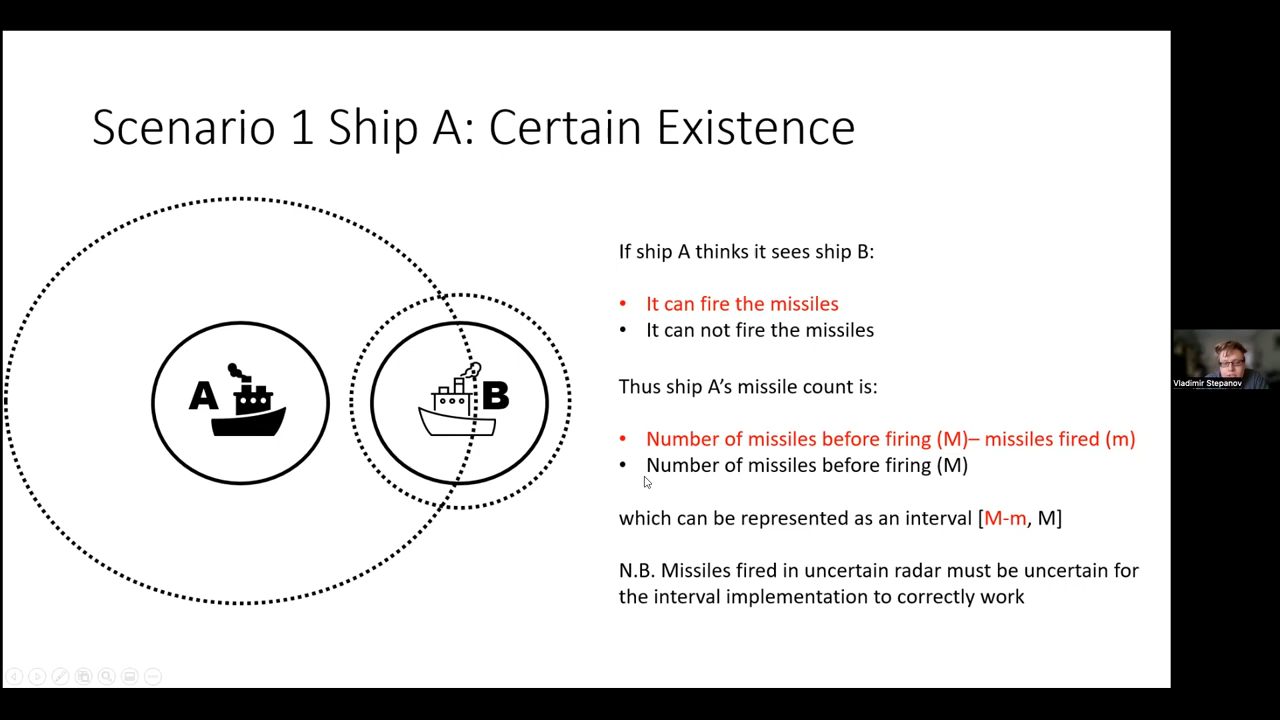 Scenario 1 Ship A: Certain Existence
If ship A thinks it sees ship B:
• It can fire the missiles
• It can not fire the missiles
Thus ship A's missile count is:
• Number of missiles before firing (M)– missiles fired (m)
• Number of missiles before firing (M)
which can be represented as an interval [M-m, M]
N.B. Missiles fired in uncertain radar must be uncertain for
the interval implementation to correctly work
A
B
Vladimir Stepanov